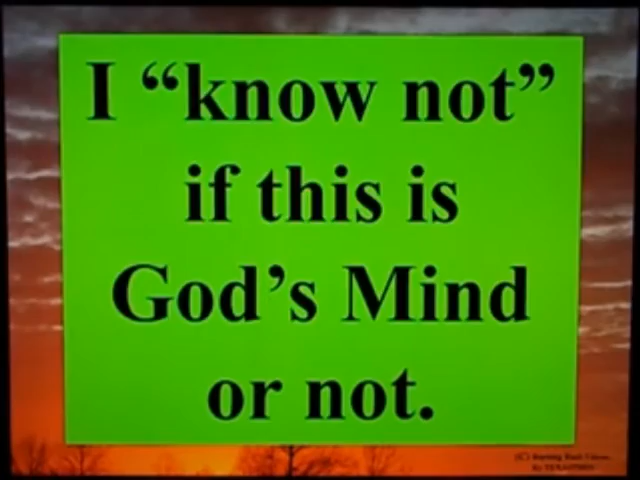 I “know not”
if this is
God’s Mind
or not.